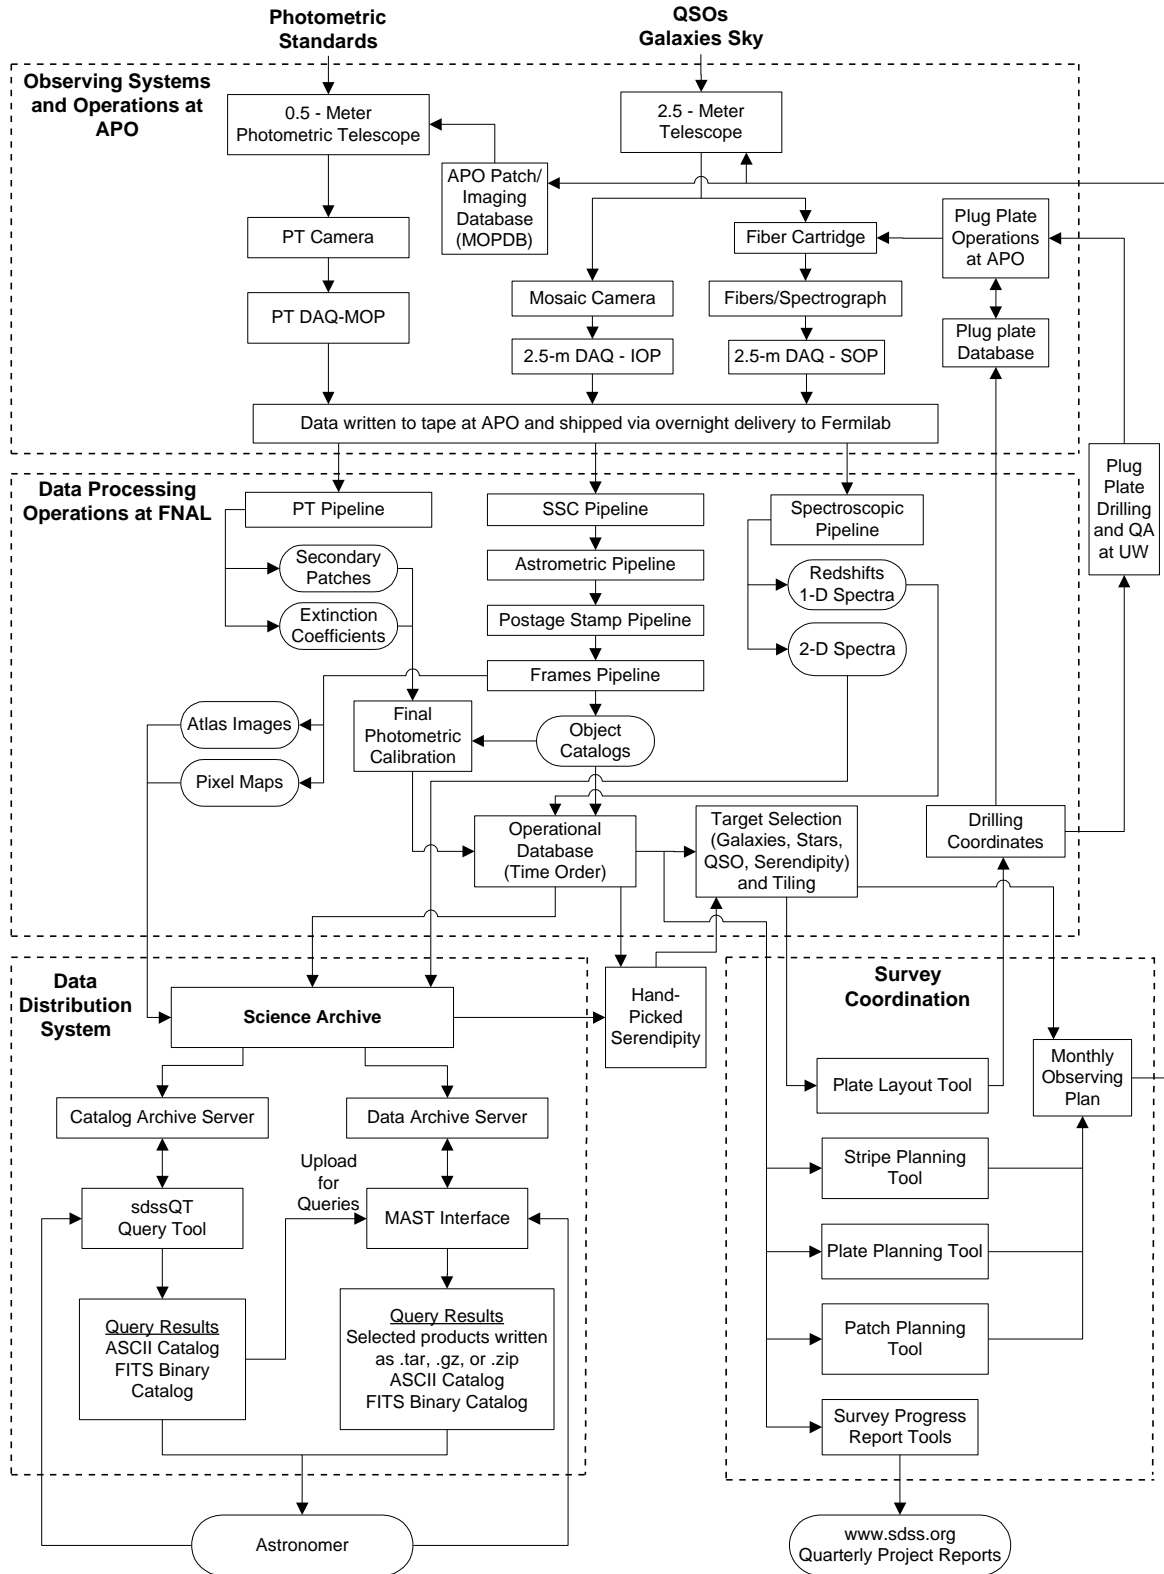 Photometric
Standards
QSOs
Galaxies Sky
Observing Systems
and Operations at
APO
0.5 - Meter
Photometric Telescope
2.5 - Meter
Telescope
APO Patch/
Imaging
Database
(MOPDB)
PT Camera
Fiber Cartridge
Plug Plate
Operations
at APO
PT DAQ-MOP
Mosaic Camera
Fibers/Spectrograph
2.5-m DAQ - IOP
2.5-m DAQ - SOP
Plug plate
Database
Data written to tape at APO and shipped via overnight delivery to Fermilab
Plug
Plate
Drilling
and QA
at UW
Data Processing
Operations at FNAL
PT Pipeline
SSC Pipeline
Spectroscopic
Pipeline
Secondary
Patches
Astrometric Pipeline
Redshifts
1-D Spectra
Extinction
Coefficients
Postage Stamp Pipeline
2-D Spectra
Frames Pipeline
Atlas Images
Final
Photometric
Calibration
Object
Catalogs
Pixel Maps
Operational
Database
(Time Order)
Target Selection
(Galaxies, Stars,
QSO, Serendipity)
and Tiling
Drilling
Coordinates
Data
Distribution
System
Science Archive
Hand-
Picked
Serendipity
Survey
Coordination
Plate Layout Tool
Monthly
Observing
Plan
Catalog Archive Server
Data Archive Server
Upload
for
Queries
Stripe Planning
Tool
sdssQT
Query Tool
MAST Interface
Plate Planning Tool
Query Results
ASCII Catalog
FITS Binary
Catalog
Query Results
Selected products written
as .tar, .gz, or .zip
ASCII Catalog
FITS Binary Catalog
Patch Planning
Tool
Survey Progress
Report Tools
Astronomer
www.sdss.org
Quarterly Project Reports